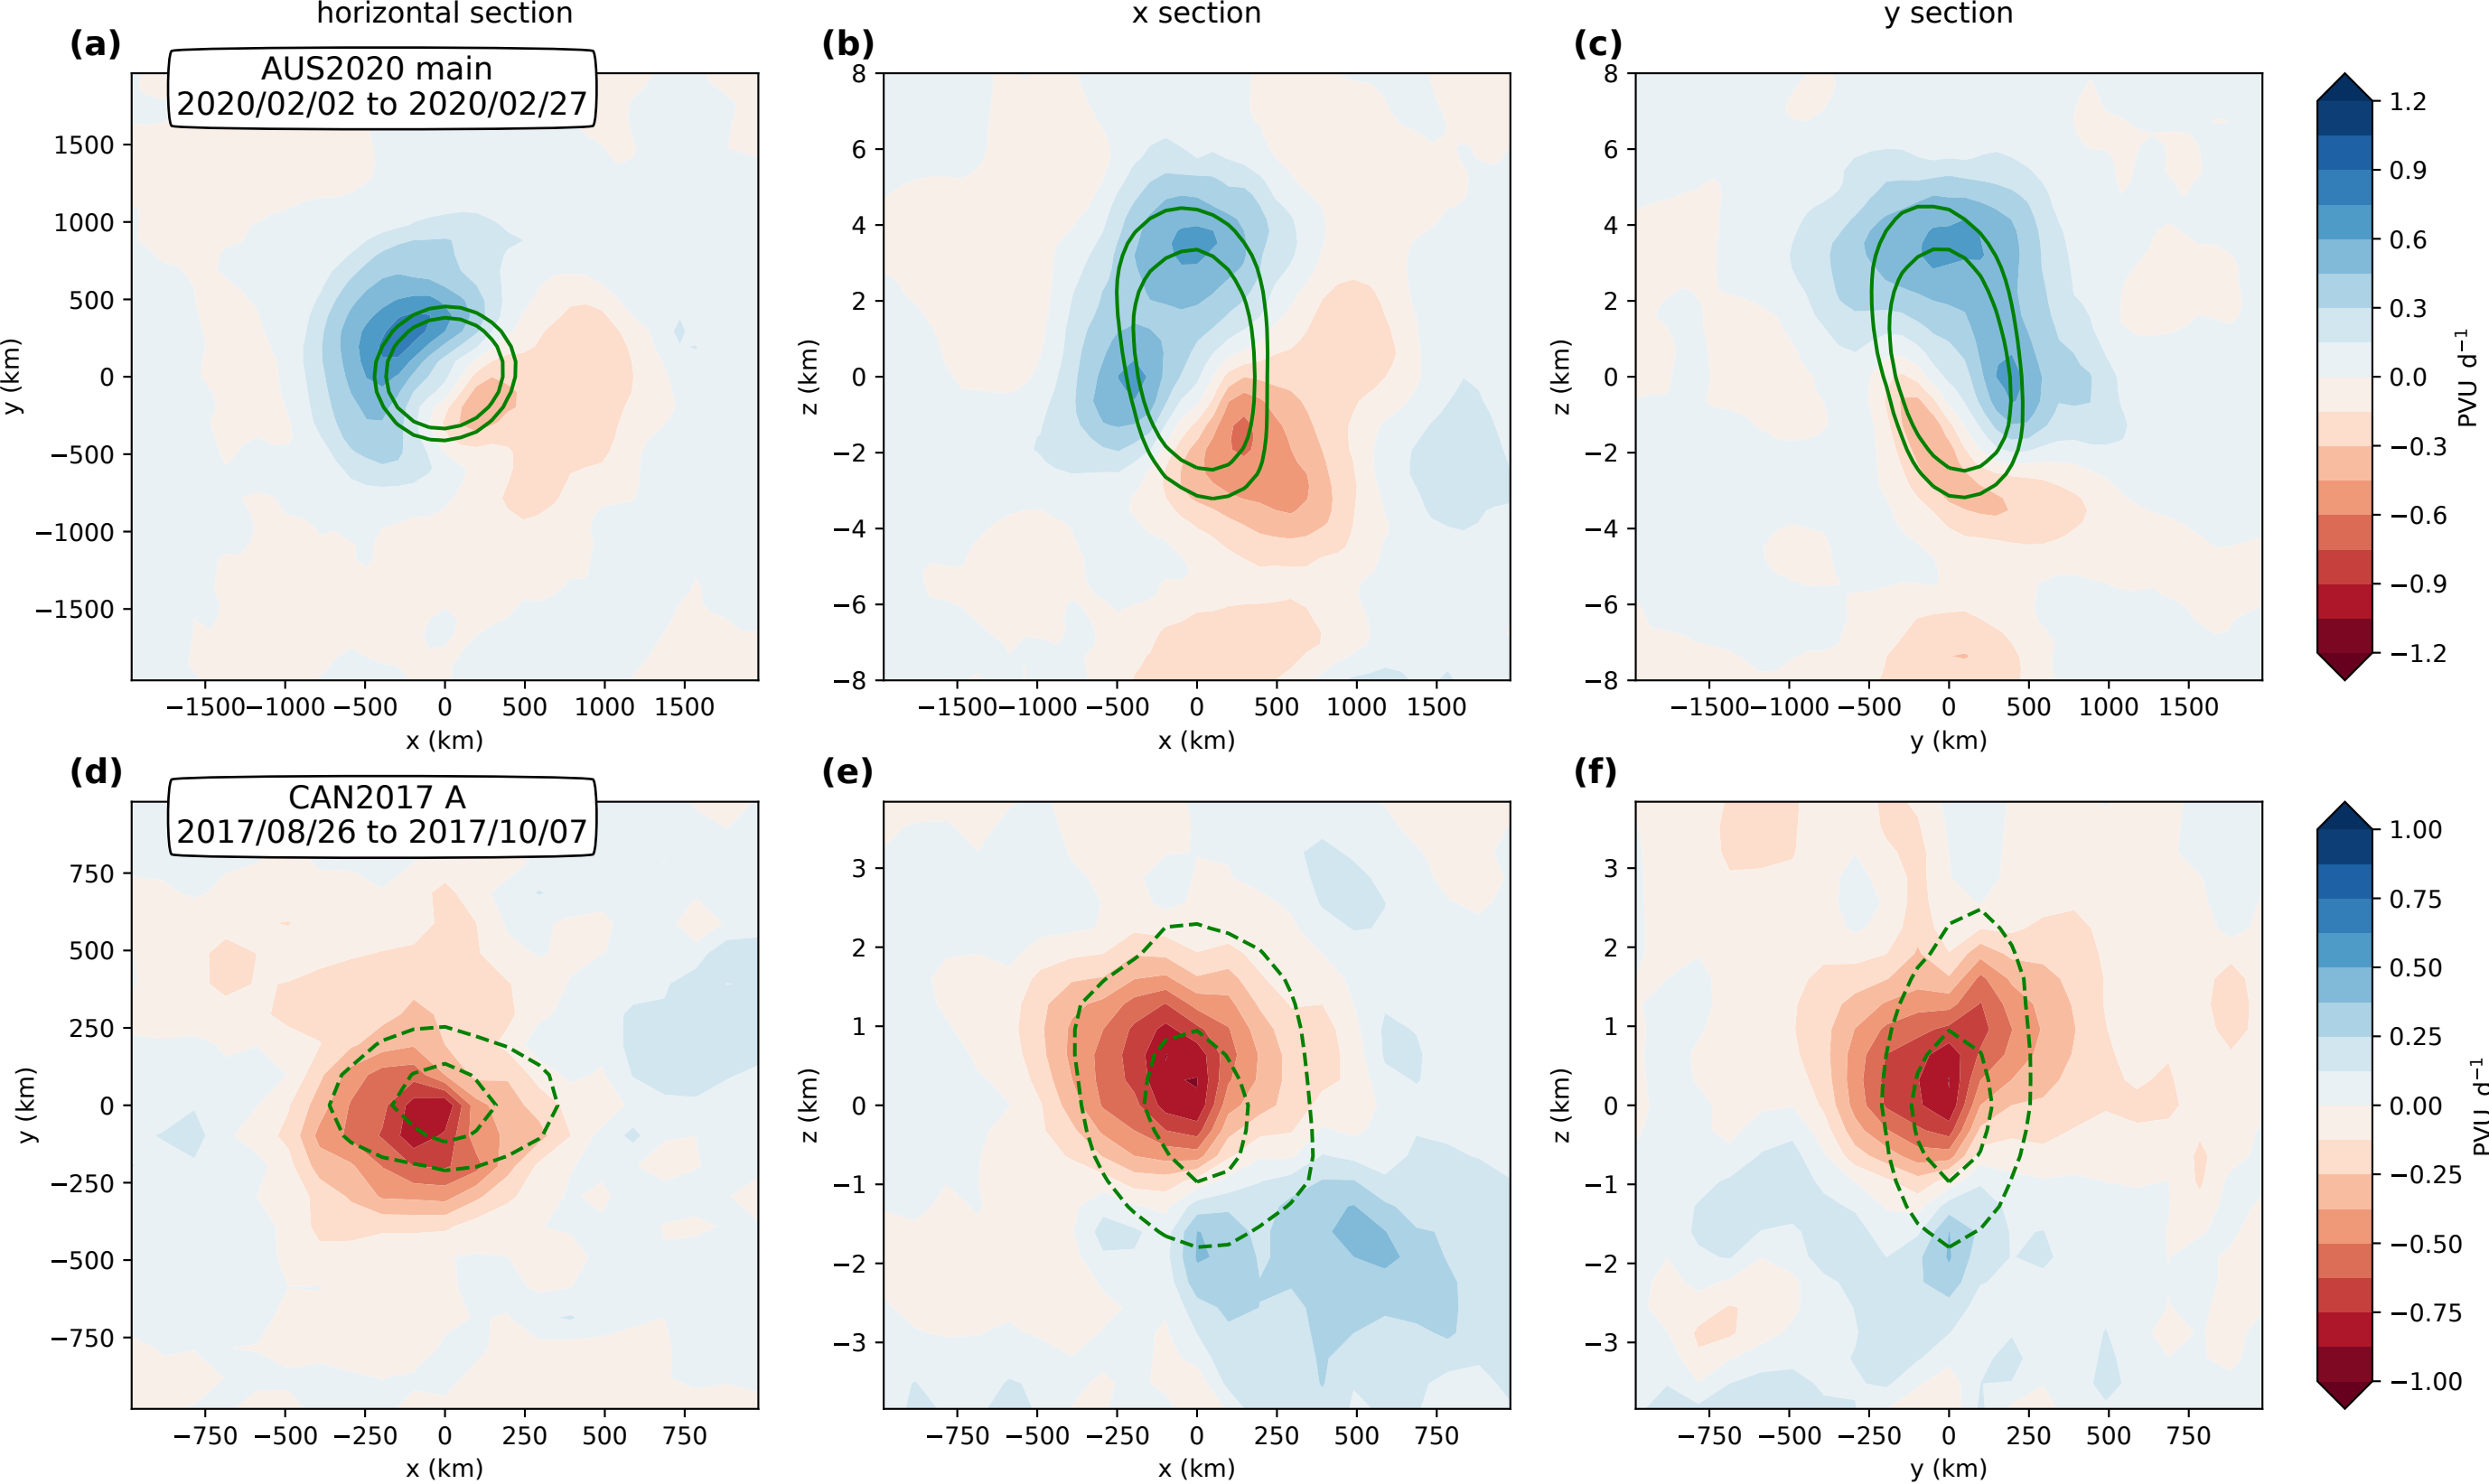 horizontal section
x section
y section
(a)
(b)
(c)
AUS2020 main
2020/02/02 to 2020/02/27
1500
1000
500
0
−500
−1000
−1500
y (km)
−1500 −1000 −500 0 500 1000 1500
x (km)
8
6
4
2
0
−2
−4
−6
−8
z (km)
−1500 −1000 −500 0 500 1000 1500
x (km)
8
6
4
2
0
−2
−4
−6
−8
z (km)
−1500 −1000 −500 0 500 1000 1500
y (km)
1.2
0.9
0.6
0.3
0.0
−0.3
−0.6
−0.9
−1.2
PVU d⁻¹
(d)
(e)
(f)
CAN2017 A
2017/08/26 to 2017/10/07
750
500
250
0
−250
−500
−750
y (km)
−750 −500 −250 0 250 500 750
x (km)
3
2
1
0
−1
−2
−3
z (km)
−750 −500 −250 0 250 500 750
x (km)
3
2
1
0
−1
−2
−3
z (km)
−750 −500 −250 0 250 500 750
y (km)
1.00
0.75
0.50
0.25
0.00
−0.25
−0.50
−0.75
−1.00
PVU d⁻¹